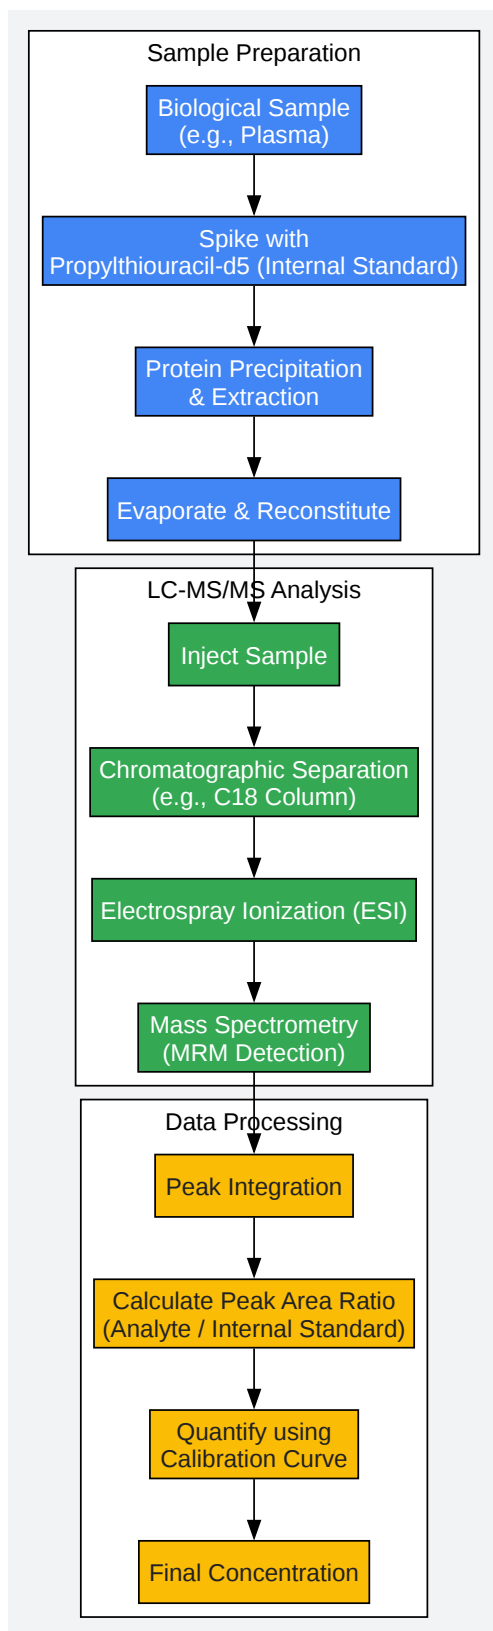 Sample Preparation
Biological Sample
(e.g., Plasma)
Spike with
Propylthiouracil-d5 (Internal Standard)
Protein Precipitation
& Extraction
Evaporate & Reconstitute
LC-MS/MS Analysis
Inject Sample
Chromatographic Separation
(e.g., C18 Column)
Electrospray Ionization (ESI)
Mass Spectrometry
(MRM Detection)
Data Processing
Peak Integration
Calculate Peak Area Ratio
(Analyte / Internal Standard)
Quantify using
Calibration Curve
Final Concentration